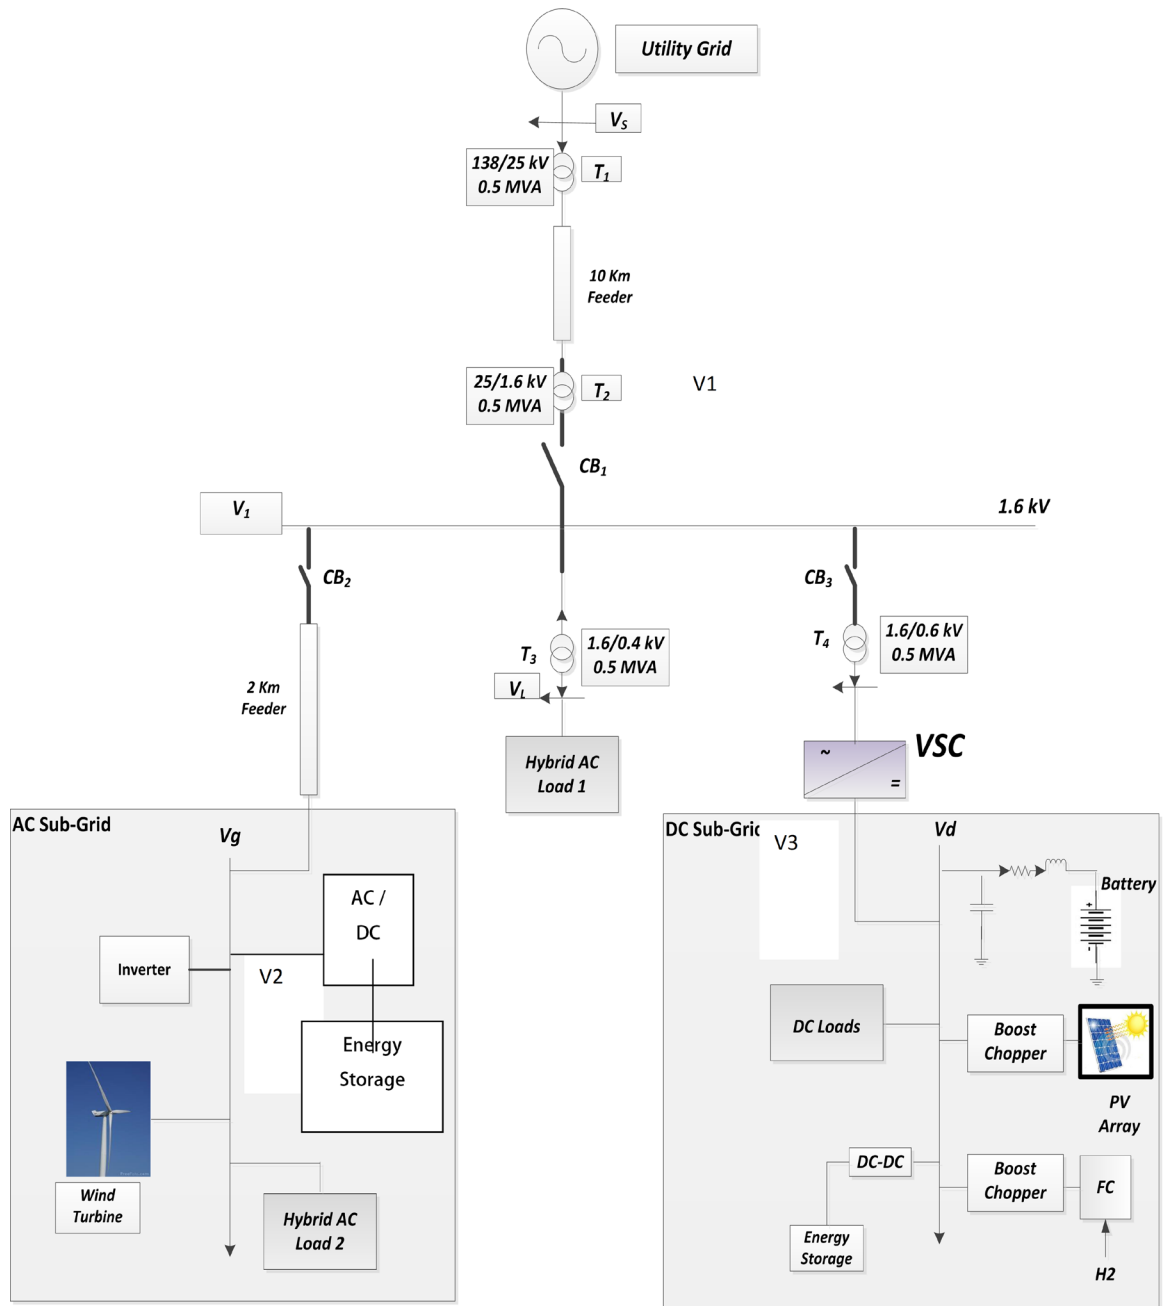 Utility Grid
VS
138/25 kV
0.5 MVA
T1
10 Km
Feeder
25/1.6 kV
0.5 MVA
T2
V1
CB1
V1
1.6 kV
CB2
CB3
2 Km
Feeder
T3
1.6/0.4 kV
0.5 MVA
T4
1.6/0.6 kV
0.5 MVA
VL
Hybrid AC
Load 1
VSC
~
=
AC Sub-Grid
Vg
AC /
DC
Inverter
V2
Energy
Storage
Wind
Turbine
Hybrid AC
Load 2
DC Sub-Grid
V3
Vd
Battery
+
-
DC Loads
Boost
Chopper
PV
Array
DC-DC
Boost
Chopper
FC
Energy
Storage
H2